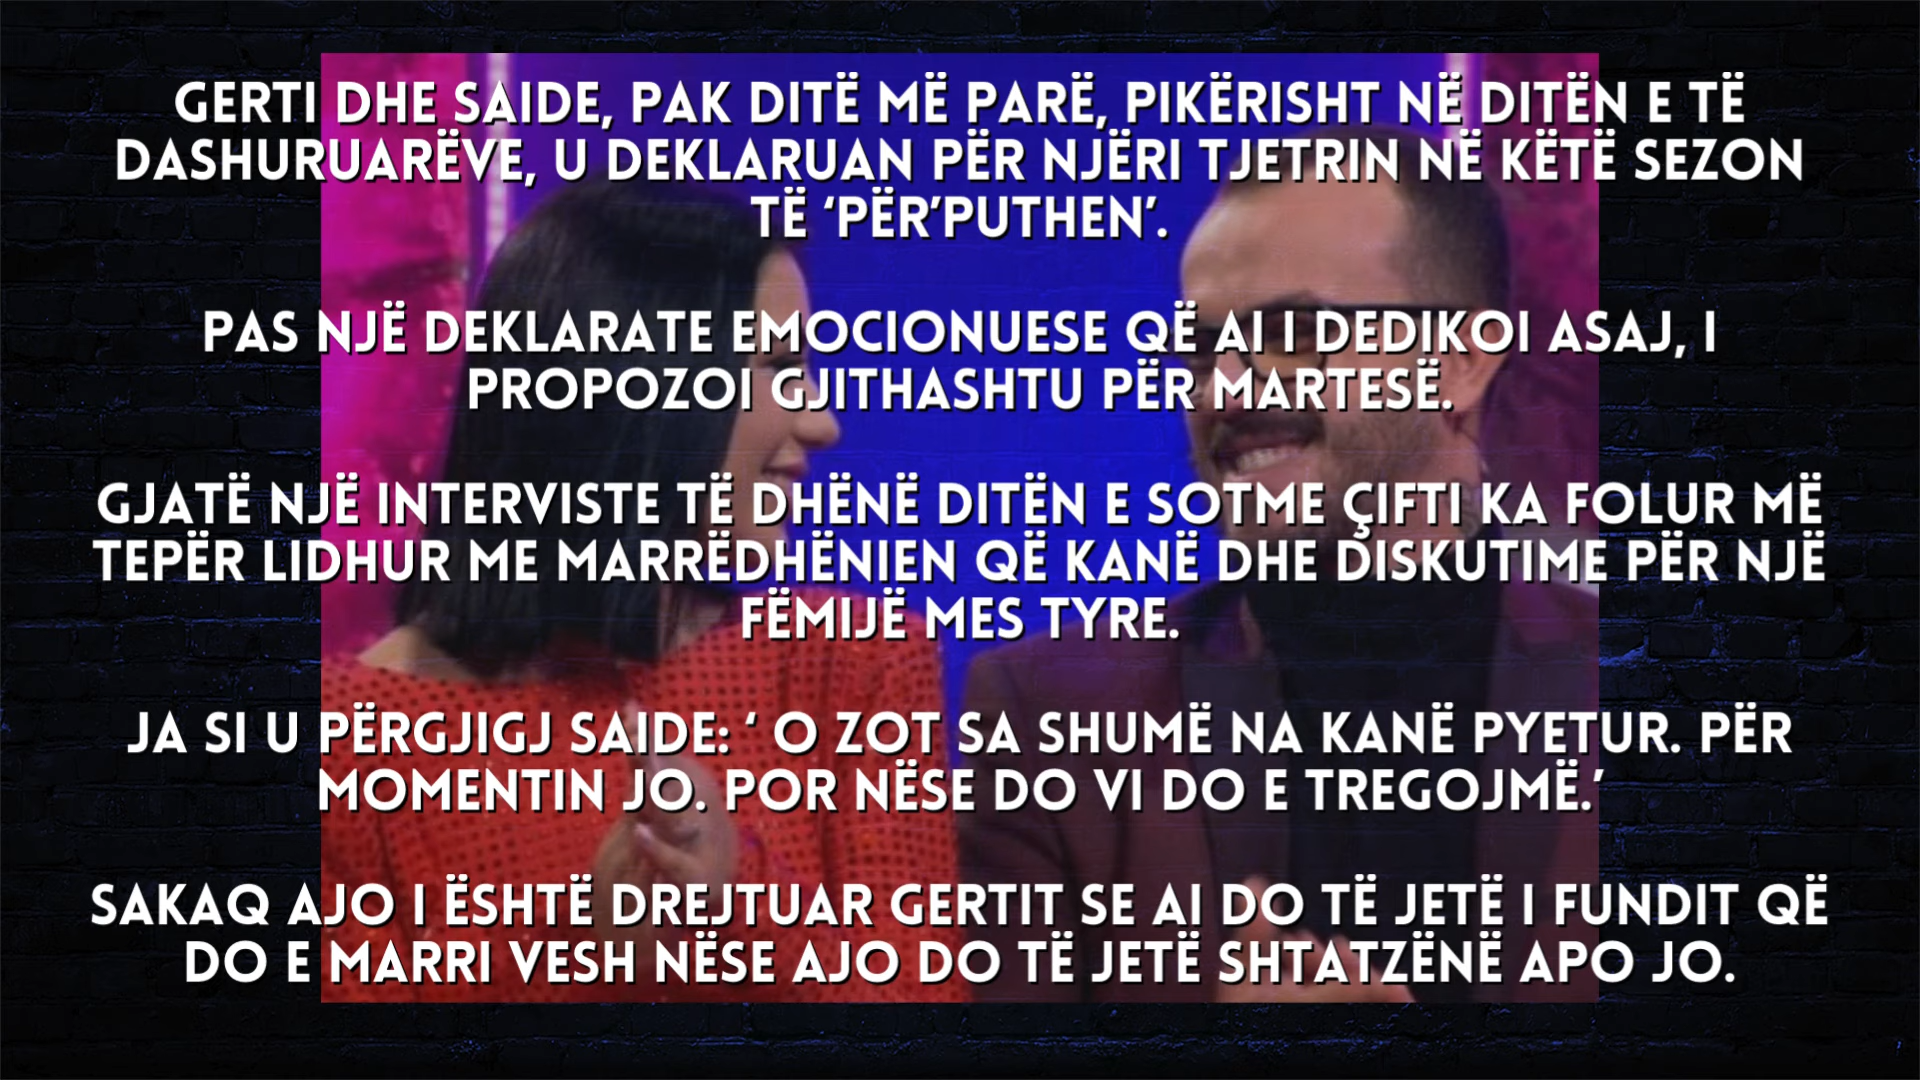 GERTI DHE SAIDE, PAK DITË MË PARË, PIKËRISHT NË DITËN E TË
DASHURUARËVE, U DEKLARUAN PËR NJËRI TJETRIN NË KËTË SEZON
TË ‘PËR’PUTHEN’.
PAS NJË DEKLARATE EMOCIONUESE QË AI I DEDIKOI ASAJ, I
PROPOZOI GJITHASHTU PËR MARTESË.
GJATË NJË INTERVISTE TË DHËNË DITËN E SOTME ÇIFTI KA FOLUR MË
TEPËR LIDHUR ME MARRËDHËNIEN QË KANË DHE DISKUTIME PËR NJË
FËMIJË MES TYRE.
JA SI U PËRGJIGJ SAIDE: ‘ O ZOT SA SHUMË NA KANË PYETUR. PËR
MOMENTIN JO. POR NËSE DO VI DO E TREGOJMË.’
SAKAQ AJO I ËSHTË DREJTUAR GERTIT SE AI DO TË JETË I FUNDIT QË
DO E MARRI VESH NËSE AJO DO TË JETË SHTATZËNË APO JO.